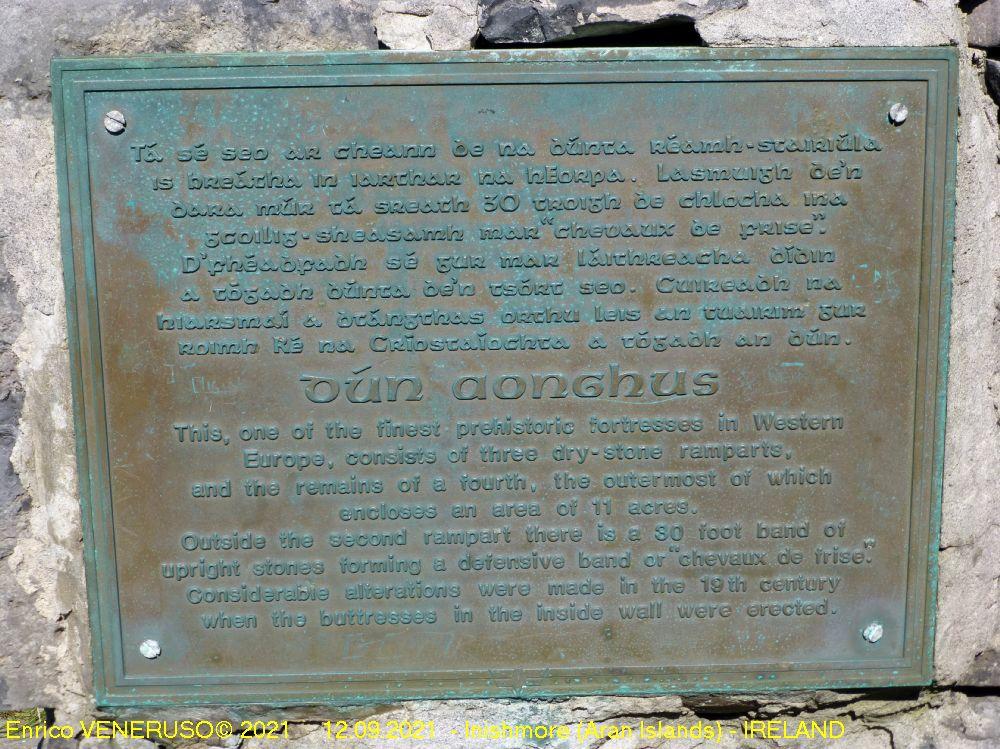 Tá sé seo ar cheann de na dúnta réamh-stairiúla
is breátha in iarthar na hEorpa. Lasmuigh de'n
dara múr tá sreath 30 troigh de chlocha ina
gcoilig-sheasamh mar "chevaux de frise".
D'fhéadfadh sé gur mar láithreacha dídin
a tógadh dúnta de'n tsórt seo. Cuireadh na
hiarsmaí a dtángthas orthu leis an tuairim gur
roimh Ré na Críostaíochta a tógadh an dún.
Dún Aonghus
This, one of the finest prehistoric fortresses in Western
Europe, consists of three dry-stone ramparts,
and the remains of a fourth, the outermost of which
encloses an area of 11 acres.
Outside the second rampart there is a 30 foot band of
upright stones forming a defensive band or "chevaux de frise".
Considerable alterations were made in the 19th century
when the buttresses in the inside wall were erected.
Enrico VENERUSO© 2021 12.09.2021 - Inishmore (Aran Islands) - IRELAND